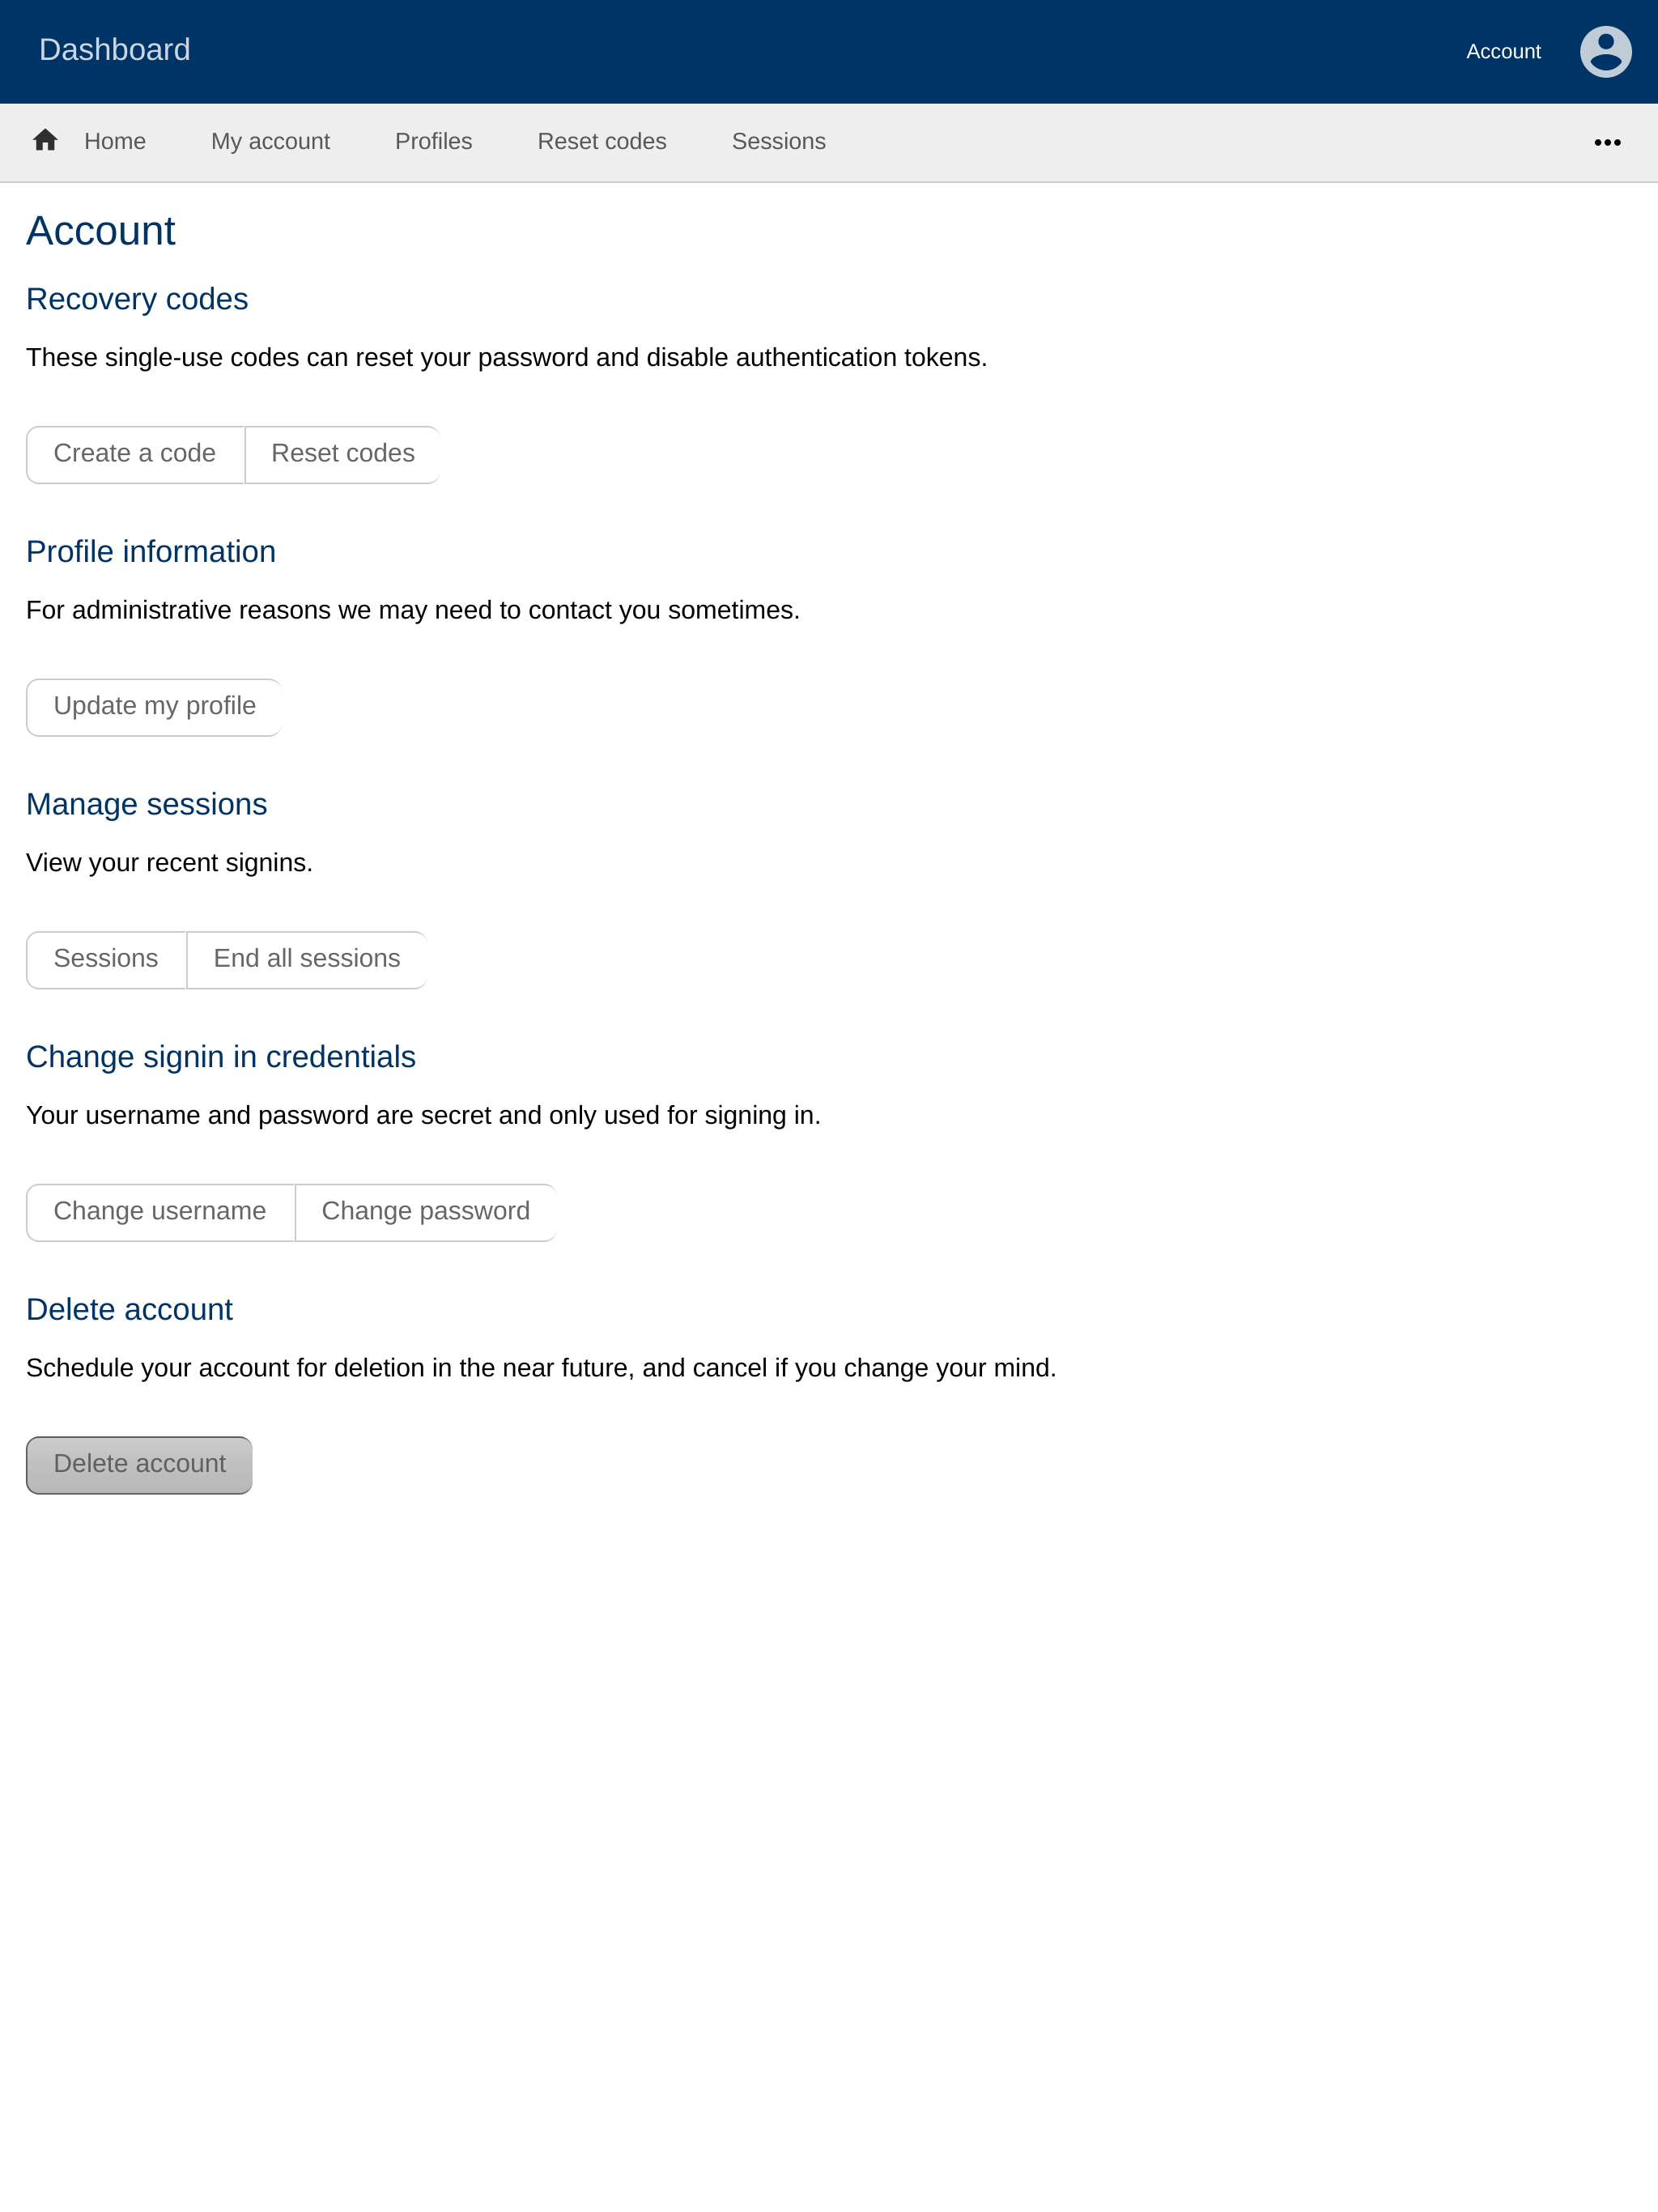 Dashboard
Account
Home My account Profiles Reset codes Sessions
Account
Recovery codes
These single-use codes can reset your password and disable authentication tokens.
Create a code Reset codes
Profile information
For administrative reasons we may need to contact you sometimes.
Update my profile
Manage sessions
View your recent signins.
Sessions End all sessions
Change signin in credentials
Your username and password are secret and only used for signing in.
Change username Change password
Delete account
Schedule your account for deletion in the near future, and cancel if you change your mind.
Delete account